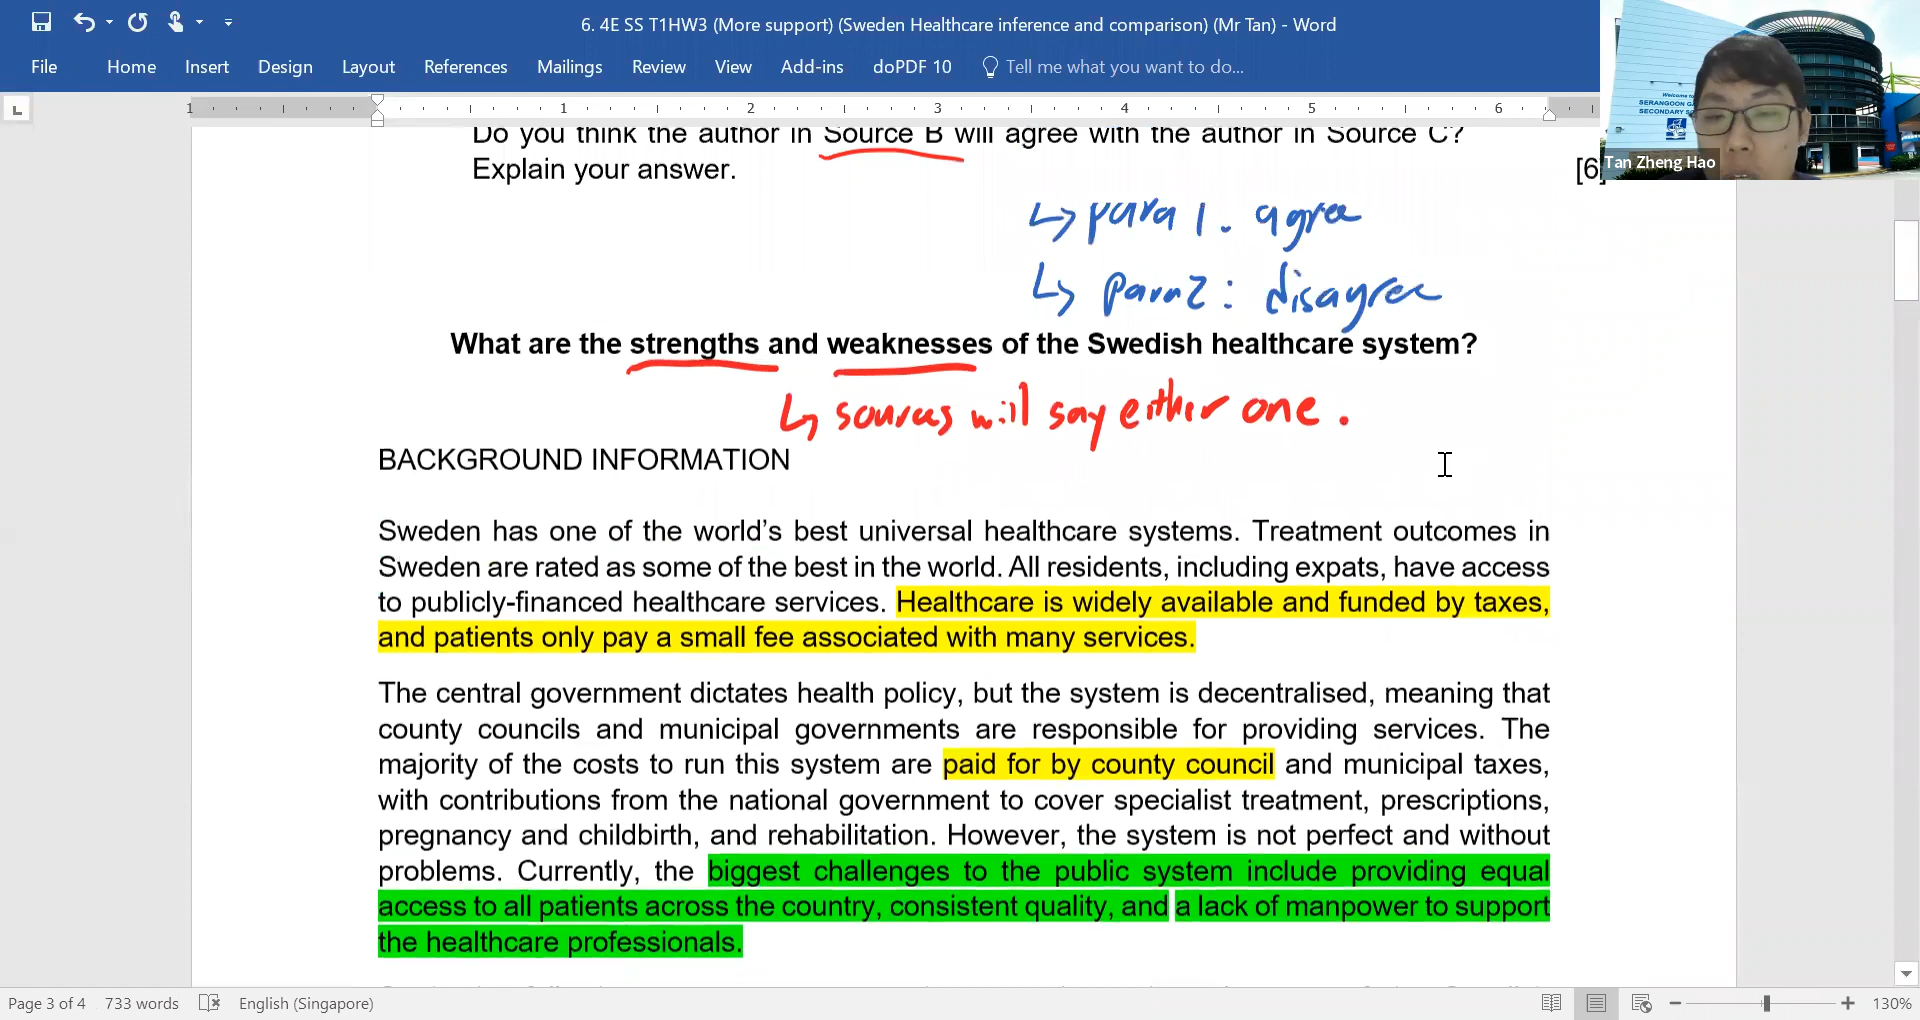 6. 4E SS T1HW3 (More support) (Sweden Healthcare inference and comparison) (Mr Tan) - Word
File Home Insert Design Layout References Mailings Review View Add-ins doPDF 10 Tell me what you want to do...
Welcome to
Tan Zheng Hao
1 1 2 3 4 5 6
Do you think the author in Source B will agree with the author in Source C?
Explain your answer. [6]
↳ para 1. agree
↳ para 2: disagree
What are the strengths and weaknesses of the Swedish healthcare system?
↳ sources will say either one.
BACKGROUND INFORMATION
Sweden has one of the world's best universal healthcare systems. Treatment outcomes in
Sweden are rated as some of the best in the world. All residents, including expats, have access
to publicly-financed healthcare services. Healthcare is widely available and funded by taxes,
and patients only pay a small fee associated with many services.
The central government dictates health policy, but the system is decentralised, meaning that
county councils and municipal governments are responsible for providing services. The
majority of the costs to run this system are paid for by county council and municipal taxes,
with contributions from the national government to cover specialist treatment, prescriptions,
pregnancy and childbirth, and rehabilitation. However, the system is not perfect and without
problems. Currently, the biggest challenges to the public system include providing equal
access to all patients across the country, consistent quality, and a lack of manpower to support
the healthcare professionals.
Page 3 of 4 733 words English (Singapore) 130%